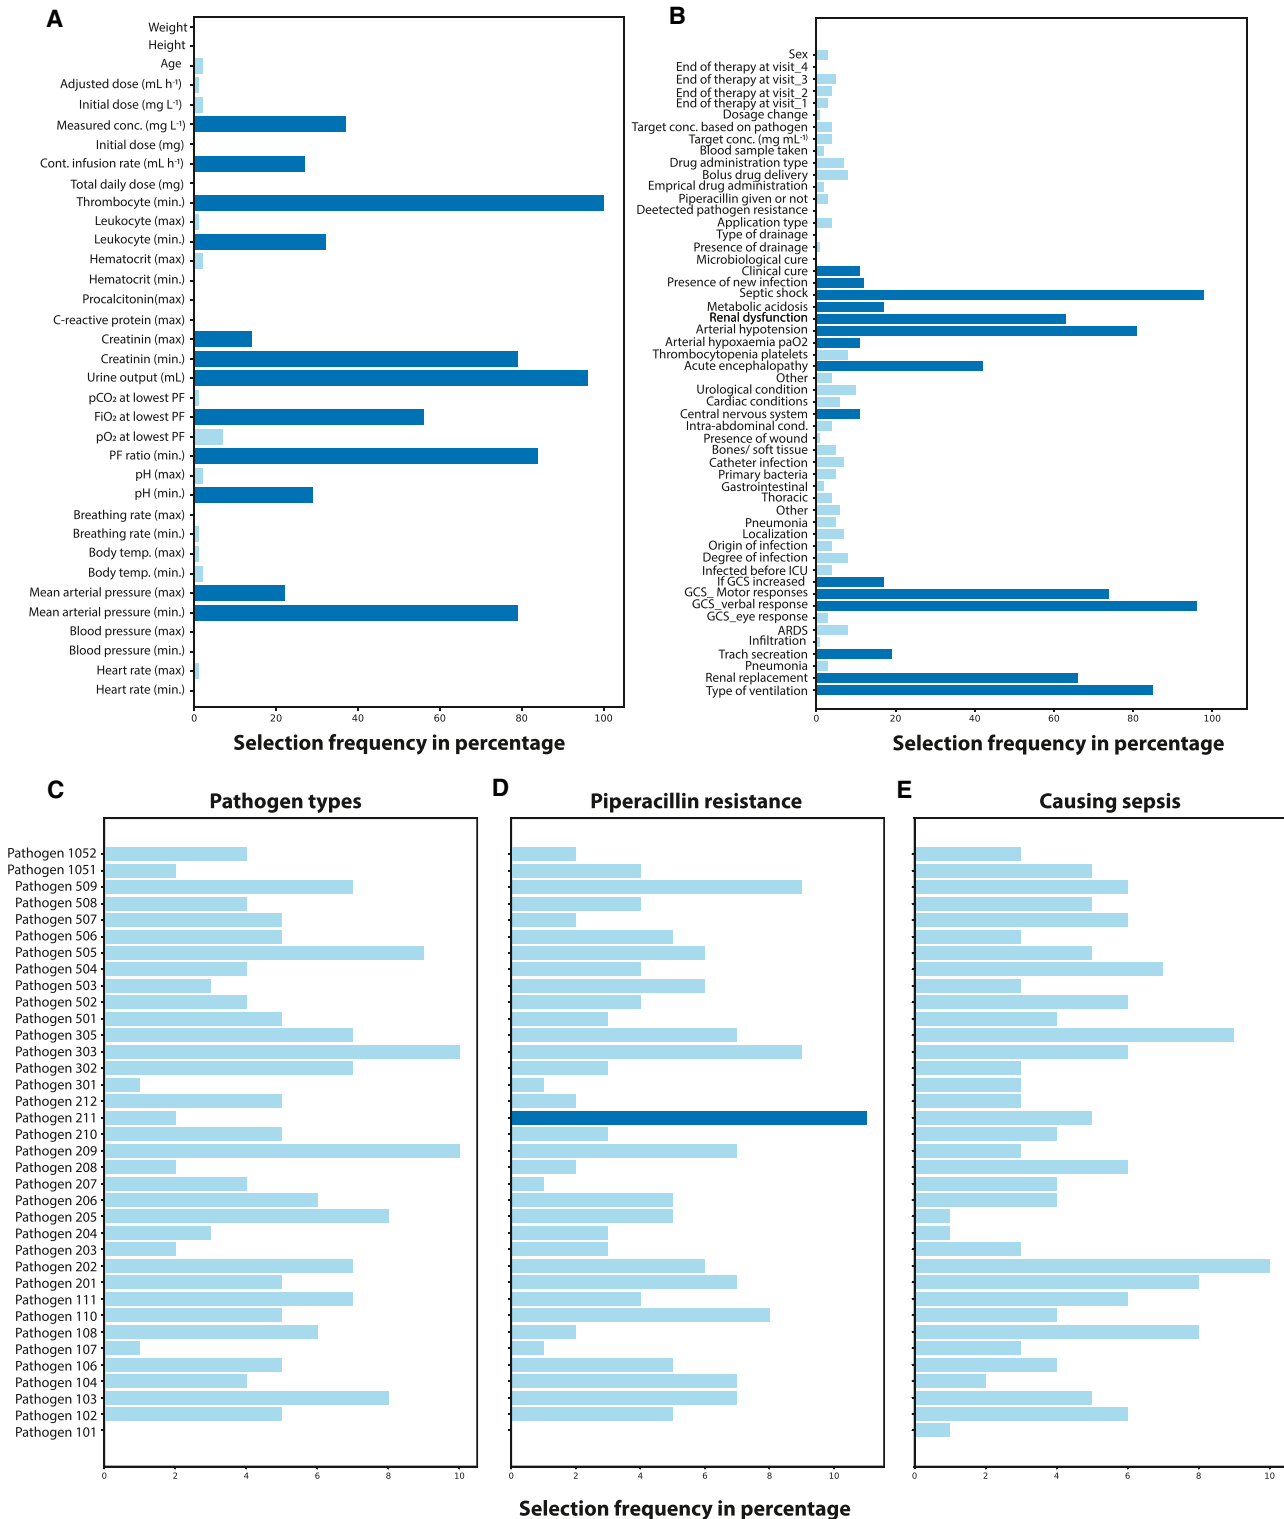 A
Weight
Height
Age
Adjusted dose (mL h⁻¹)
Initial dose (mg L⁻¹)
Measured conc. (mg L⁻¹)
Initial dose (mg)
Cont. infusion rate (mL h⁻¹)
Total daily dose (mg)
Thrombocyte (min.)
Leukocyte (max)
Leukocyte (min.)
Hematocrit (max)
Hematocrit (min.)
Procalcitonin(max)
C-reactive protein (max)
Creatinin (max)
Creatinin (min.)
Urine output (mL)
pCO₂ at lowest PF
FiO₂ at lowest PF
pO₂ at lowest PF
PF ratio (min.)
pH (max)
pH (min.)
Breathing rate (max)
Breathing rate (min.)
Body temp. (max)
Body temp. (min.)
Mean arterial pressure (max)
Mean arterial pressure (min.)
Blood pressure (max)
Blood pressure (min.)
Heart rate (max)
Heart rate (min.)
0 20 40 60 80 100
Selection frequency in percentage
B
Sex
End of therapy at visit_4
End of therapy at visit_3
End of therapy at visit_2
End of therapy at visit_1
Dosage change
Target conc. based on pathogen
Target conc. (mg mL⁻¹)
Blood sample taken
Drug administration type
Bolus drug delivery
Emprical drug administration
Piperacillin given or not
Deetected pathogen resistance
Application type
Type of drainage
Presence of drainage
Microbiological cure
Clinical cure
Presence of new infection
Septic shock
Metabolic acidosis
Renal dysfunction
Arterial hypotension
Arterial hypoxaemia paO2
Thrombocytopenia platelets
Acute encephalopathy
Other
Urological condition
Cardiac conditions
Central nervous system
Intra-abdominal cond.
Presence of wound
Bones/ soft tissue
Catheter infection
Primary bacteria
Gastrointestinal
Thoracic
Other
Pneumonia
Localization
Origin of infection
Degree of infection
Infected before ICU
If GCS increased
GCS_ Motor responses
GCS_verbal response
GCS_eye response
ARDS
Infiltration
Trach secreation
Pneumonia
Renal replacement
Type of ventilation
0 20 40 60 80 100
Selection frequency in percentage
C
Pathogen types
Pathogen 1052
Pathogen 1051
Pathogen 509
Pathogen 508
Pathogen 507
Pathogen 506
Pathogen 505
Pathogen 504
Pathogen 503
Pathogen 502
Pathogen 501
Pathogen 305
Pathogen 303
Pathogen 302
Pathogen 301
Pathogen 212
Pathogen 211
Pathogen 210
Pathogen 209
Pathogen 208
Pathogen 207
Pathogen 206
Pathogen 205
Pathogen 204
Pathogen 203
Pathogen 202
Pathogen 201
Pathogen 111
Pathogen 110
Pathogen 108
Pathogen 107
Pathogen 106
Pathogen 104
Pathogen 103
Pathogen 102
Pathogen 101
0 2 4 6 8 10
D
Piperacillin resistance
0 2 4 6 8 10
E
Causing sepsis
0 2 4 6 8 10
Selection frequency in percentage